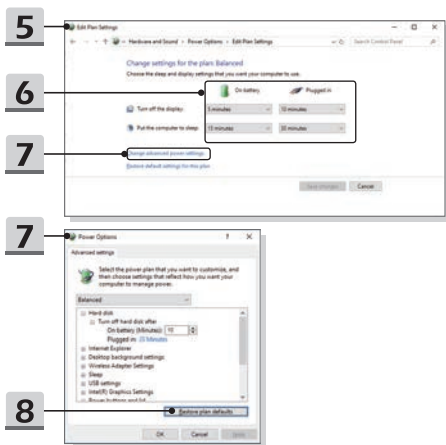 5
Edit Plan Settings
Hardware and Sound › Power Options › Edit Plan Settings
Search Control Panel
Change settings for the plan: Balanced
Choose the sleep and display settings that you want your computer to use.
6
On battery
Plugged in
Turn off the display:
5 minutes
10 minutes
Put the computer to sleep:
15 minutes
30 minutes
7
Change advanced power settings
Restore default settings for this plan
Save changes
Cancel
7
Power Options
? X
Advanced settings
Select the power plan that you want to customize, and
then choose settings that reflect how you want your
computer to manage power.
Balanced
Hard disk
Turn off hard disk after
On battery (Minutes): 10
Plugged in: 20 Minutes
Internet Explorer
Desktop background settings
Wireless Adapter Settings
Sleep
USB settings
Intel(R) Graphics Settings
Power buttons and lid
8
Restore plan defaults
OK
Cancel
Apply